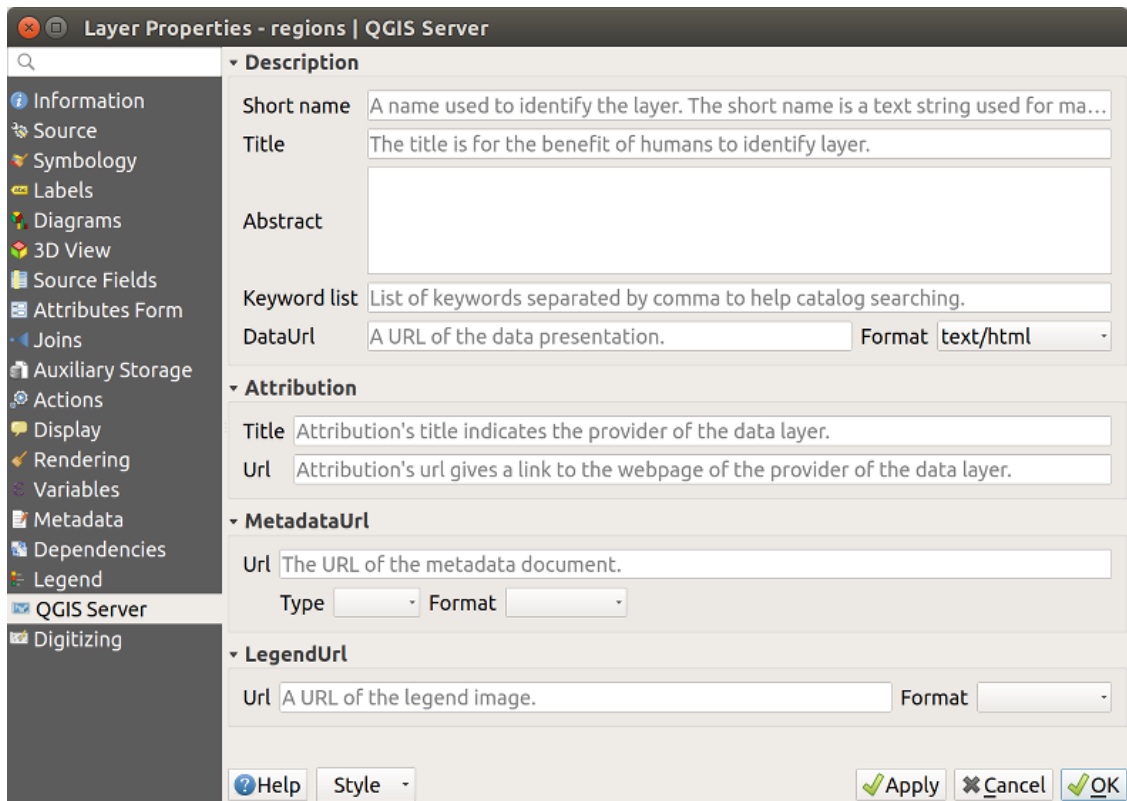 Layer Properties - regions | QGIS Server
Information
Source
Symbology
Labels
Diagrams
3D View
Source Fields
Attributes Form
Joins
Auxiliary Storage
Actions
Display
Rendering
Variables
Metadata
Dependencies
Legend
QGIS Server
Digitizing
Description
Short name A name used to identify the layer. The short name is a text string used for ma...
Title The title is for the benefit of humans to identify layer.
Abstract
Keyword list List of keywords separated by comma to help catalog searching.
DataUrl A URL of the data presentation. Format text/html
Attribution
Title Attribution's title indicates the provider of the data layer.
Url Attribution's url gives a link to the webpage of the provider of the data layer.
MetadataUrl
Url The URL of the metadata document.
Type Format
LegendUrl
Url A URL of the legend image. Format
Help Style Apply Cancel OK